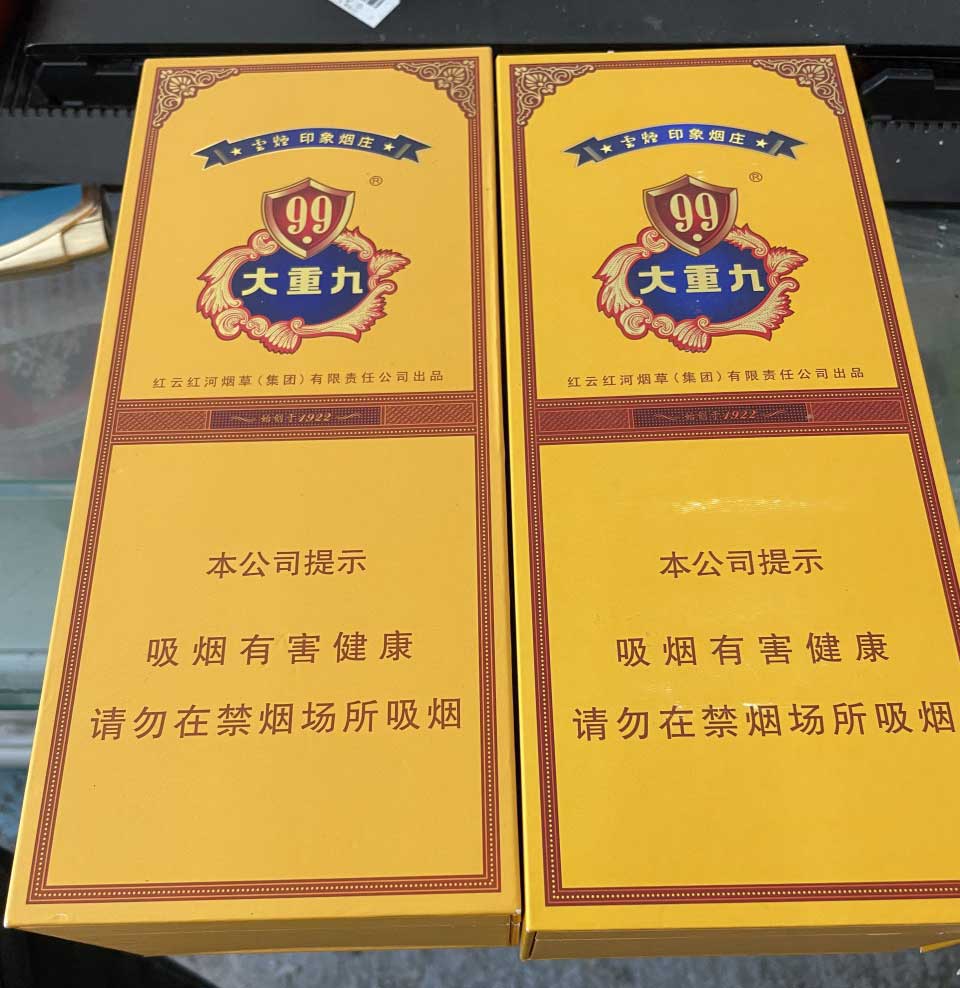 雲煙 印象烟庄
®
99
大重九
红云红河烟草(集团)有限责任公司出品
始创于1922
本公司提示
吸烟有害健康
请勿在禁烟场所吸烟
雲煙 印象烟庄
®
99
大重九
红云红河烟草(集团)有限责任公司出品
始创于1922
本公司提示
吸烟有害健康
请勿在禁烟场所吸烟